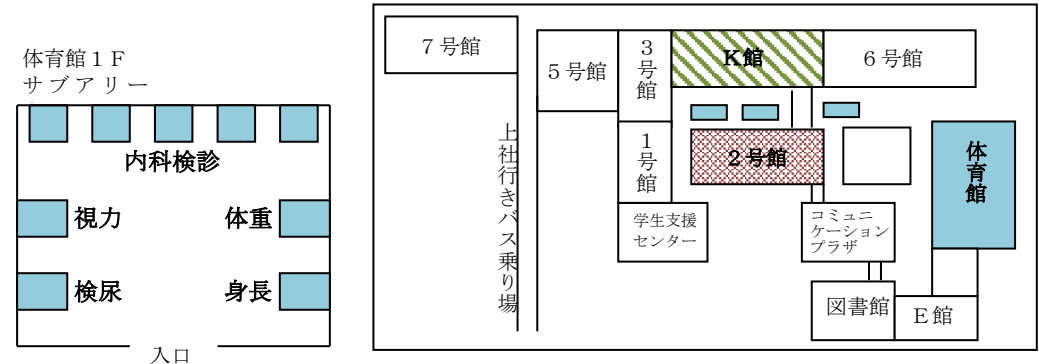 体育館１Ｆ
サブアリー
内科検診
視力
体重
検尿
身長
入口
７号館
５号館
３号館
Ｋ館
６号館
上社行きバス乗り場
１号館
２号館
体育館
学生支援
センター
コミュニ
ケーション
プラザ
図書館
Ｅ館